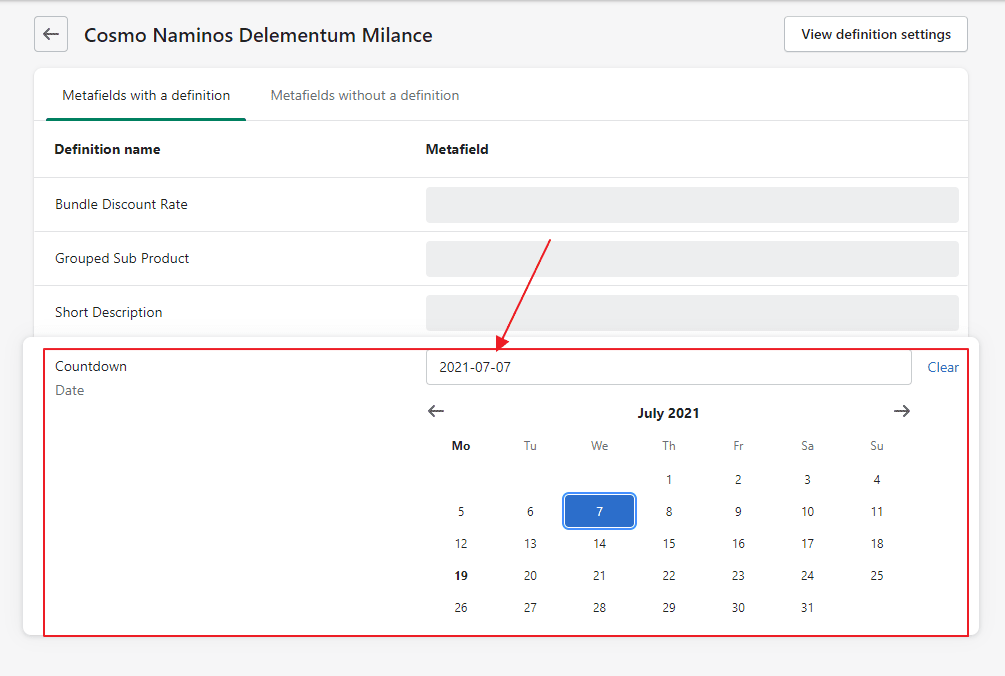 Cosmo Naminos Delementum Milance
View definition settings
Metafields with a definition
Metafields without a definition
Definition name Metafield
Bundle Discount Rate
Grouped Sub Product
Short Description
Countdown 2021-07-07 Clear
Date
July 2021
Mo Tu We Th Fr Sa Su
1 2 3 4
5 6 7 8 9 10 11
12 13 14 15 16 17 18
19 20 21 22 23 24 25
26 27 28 29 30 31